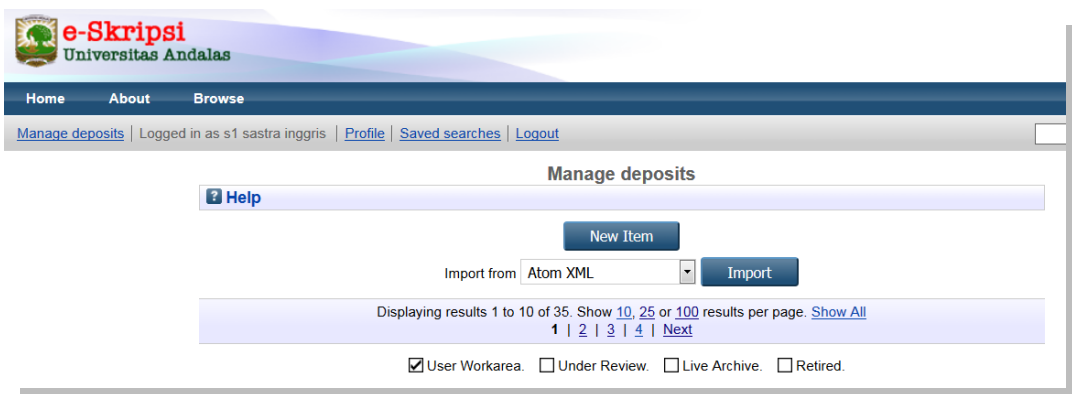 e-Skripsi
Universitas Andalas
Home About Browse
Manage deposits | Logged in as s1 sastra inggris | Profile | Saved searches | Logout
Manage deposits
? Help
New Item
Import from Atom XML Import
Displaying results 1 to 10 of 35. Show 10, 25 or 100 results per page. Show All
1 | 2 | 3 | 4 | Next
User Workarea. Under Review. Live Archive. Retired.